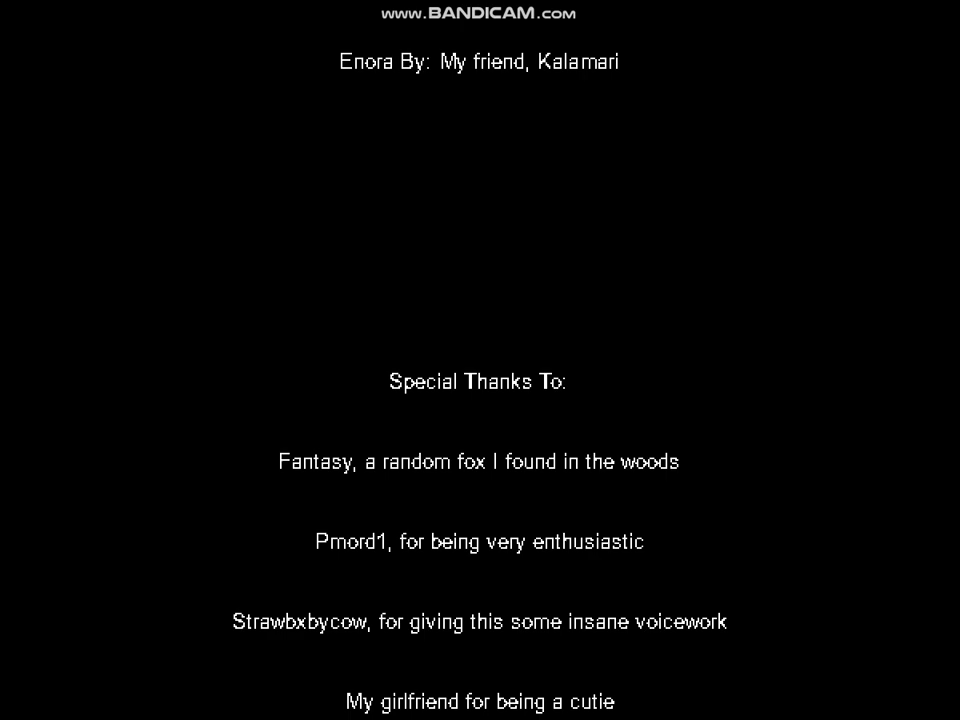 www.BANDICAM.com
Enora By: My friend, Kalamari
Special Thanks To:
Fantasy, a random fox I found in the woods
Pmord1, for being very enthusiastic
Strawbxbycow, for giving this some insane voicework
My girlfriend for being a cutie